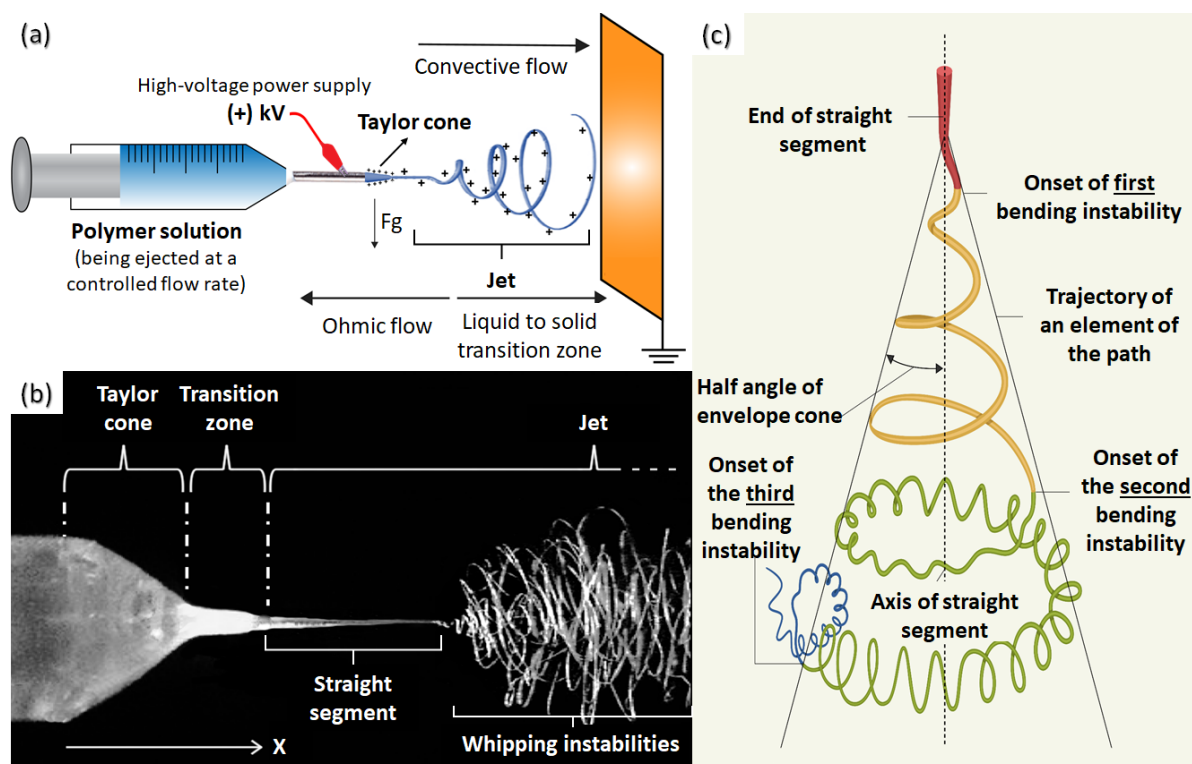 (a)
Convective flow
High-voltage power supply
(+) kV
Taylor cone
Fg
Polymer solution
(being ejected at a
controlled flow rate)
Jet
Ohmic flow
Liquid to solid
transition zone
(b)
Taylor
cone
Transition
zone
Jet
Straight
segment
Whipping instabilities
X
(c)
End of straight
segment
Onset of first
bending instability
Trajectory of
an element of
the path
Half angle of
envelope cone
Onset of
the third
bending
instability
Onset of
the second
bending
instability
Axis of straight
segment